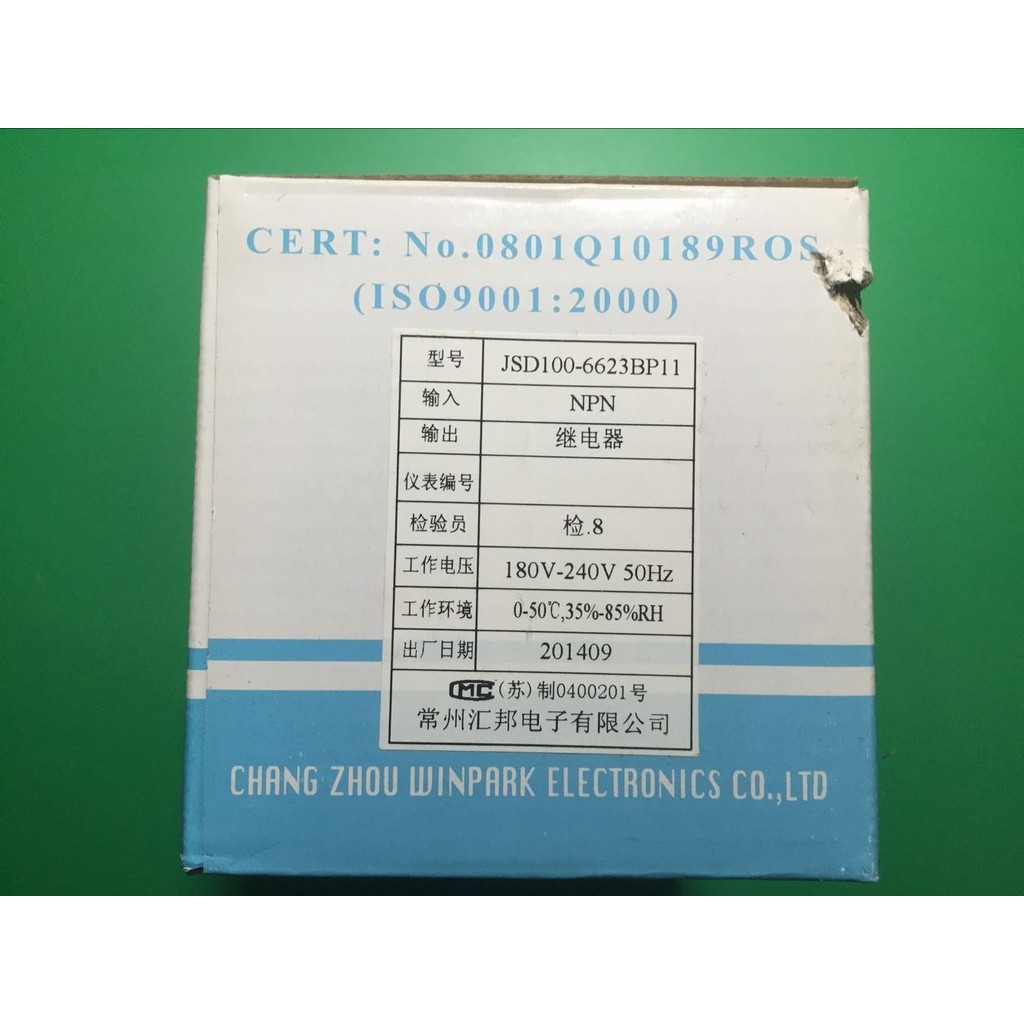 CERT: No.0801Q10189ROS
(ISO9001:2000)
型号 JSD100-6623BP11
输入 NPN
输出 继电器
仪表编号
检验员 检.8
工作电压 180V-240V 50Hz
工作环境 0-50℃,35%-85%RH
出厂日期 201409
CMC(苏)制0400201号
常州汇邦电子有限公司
CHANG ZHOU WINPARK ELECTRONICS CO.,LTD